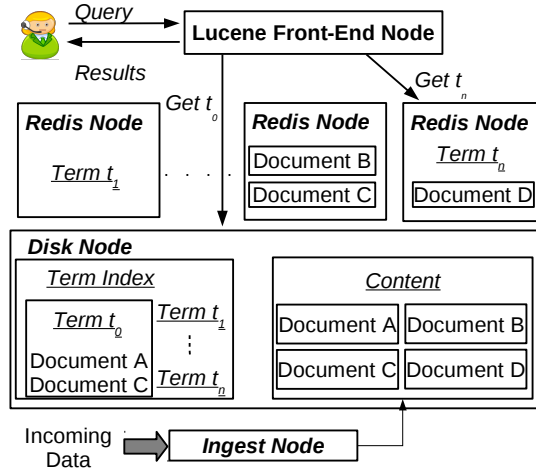 Query
Lucene Front-End Node
Results
Get t0
Get tn
Redis Node
Term t1
. . . .
Redis Node
Document B
Document C
Redis Node
Term tn
Document D
Disk Node
Term Index
Term t0
Document A
Document C
Term t1
Term tn
Content
Document A
Document B
Document C
Document D
Incoming
Data
Ingest Node